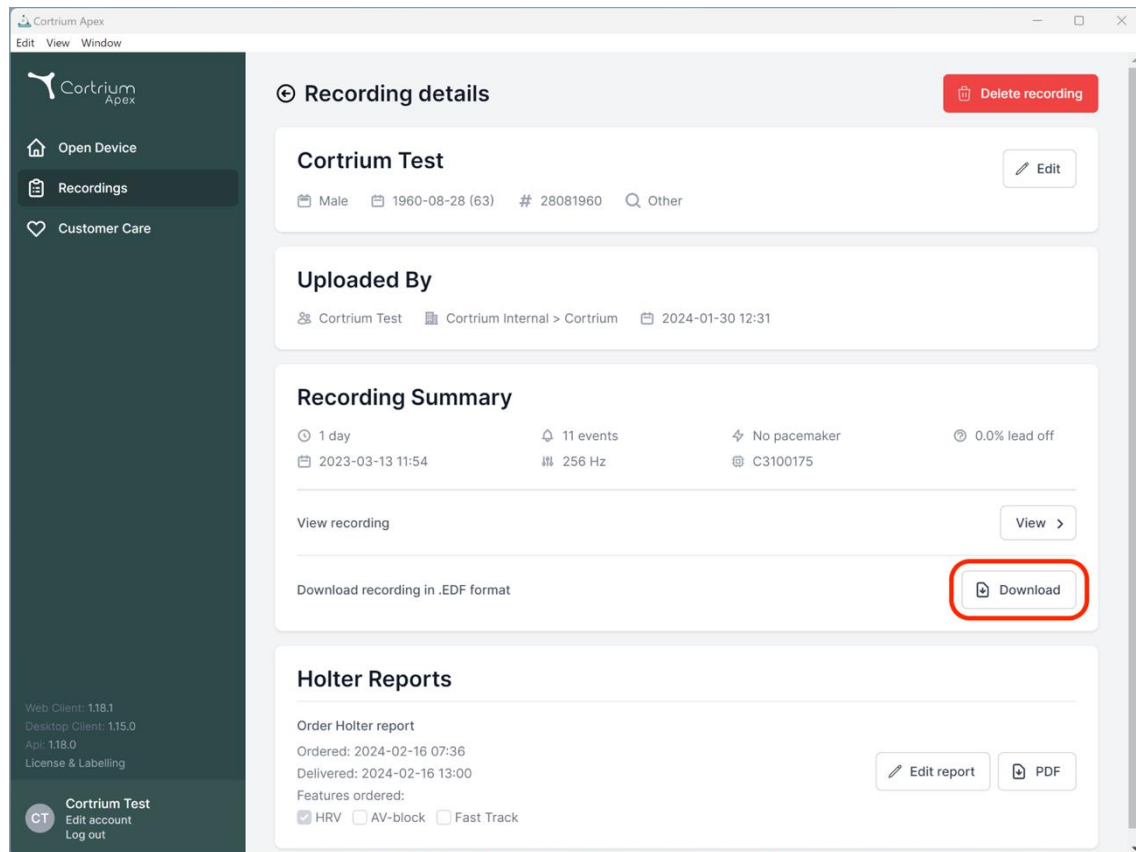 Cortrium Apex
Edit View Window
Cortrium
Apex
Open Device
Recordings
Customer Care
Web Client: 1.18.1
Desktop Client: 1.15.0
Api: 1.18.0
License & Labelling
CT
Cortrium Test
Edit account
Log out
Recording details
Delete recording
Cortrium Test
Edit
Male 1960-08-28 (63) # 28081960 Other
Uploaded By
Cortrium Test Cortrium Internal > Cortrium 2024-01-30 12:31
Recording Summary
1 day 11 events No pacemaker 0.0% lead off
2023-03-13 11:54 256 Hz C3100175
View recording View >
Download recording in .EDF format Download
Holter Reports
Order Holter report
Ordered: 2024-02-16 07:36
Delivered: 2024-02-16 13:00
Edit report PDF
Features ordered:
HRV AV-block Fast Track